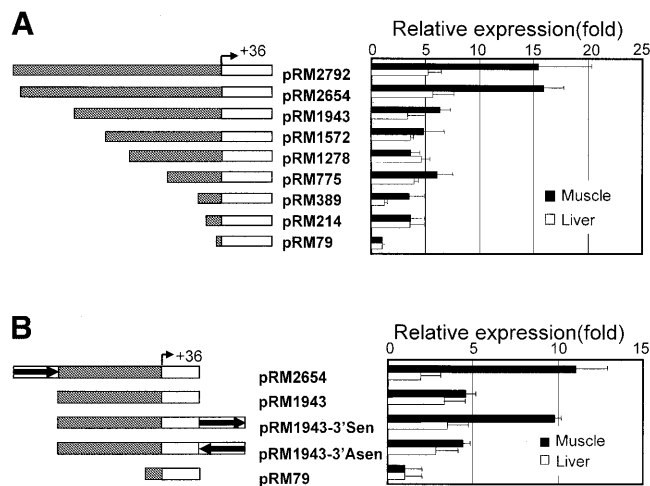 A
+36
Relative expression(fold)
0 5 10 15 20 25
pRM2792
pRM2654
pRM1943
pRM1572
pRM1278
pRM775
pRM389
pRM214
pRM79
Muscle
Liver
B
+36
Relative expression(fold)
0 5 10 15
pRM2654
pRM1943
pRM1943-3'Sen
pRM1943-3'Asen
pRM79
Muscle
Liver